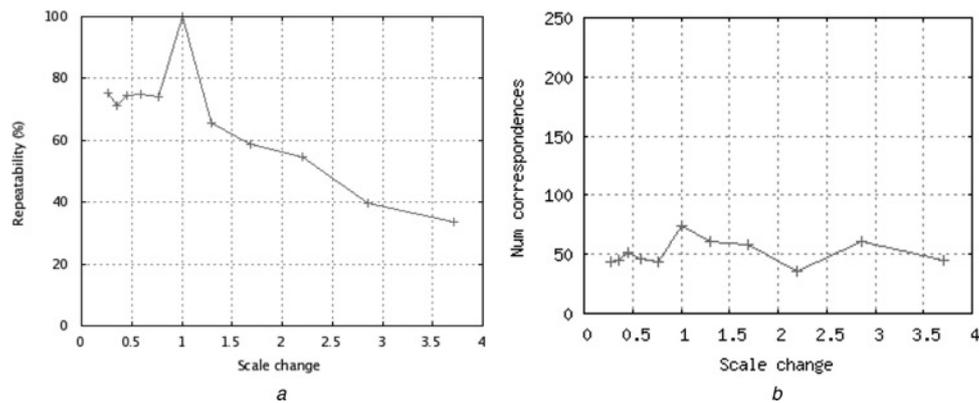 100
80
60
40
20
0
Repeatability (%)
0 0.5 1 1.5 2 2.5 3 3.5 4
Scale change
a
250
200
150
100
50
0
Num correspondences
0 0.5 1 1.5 2 2.5 3 3.5 4
Scale change
b